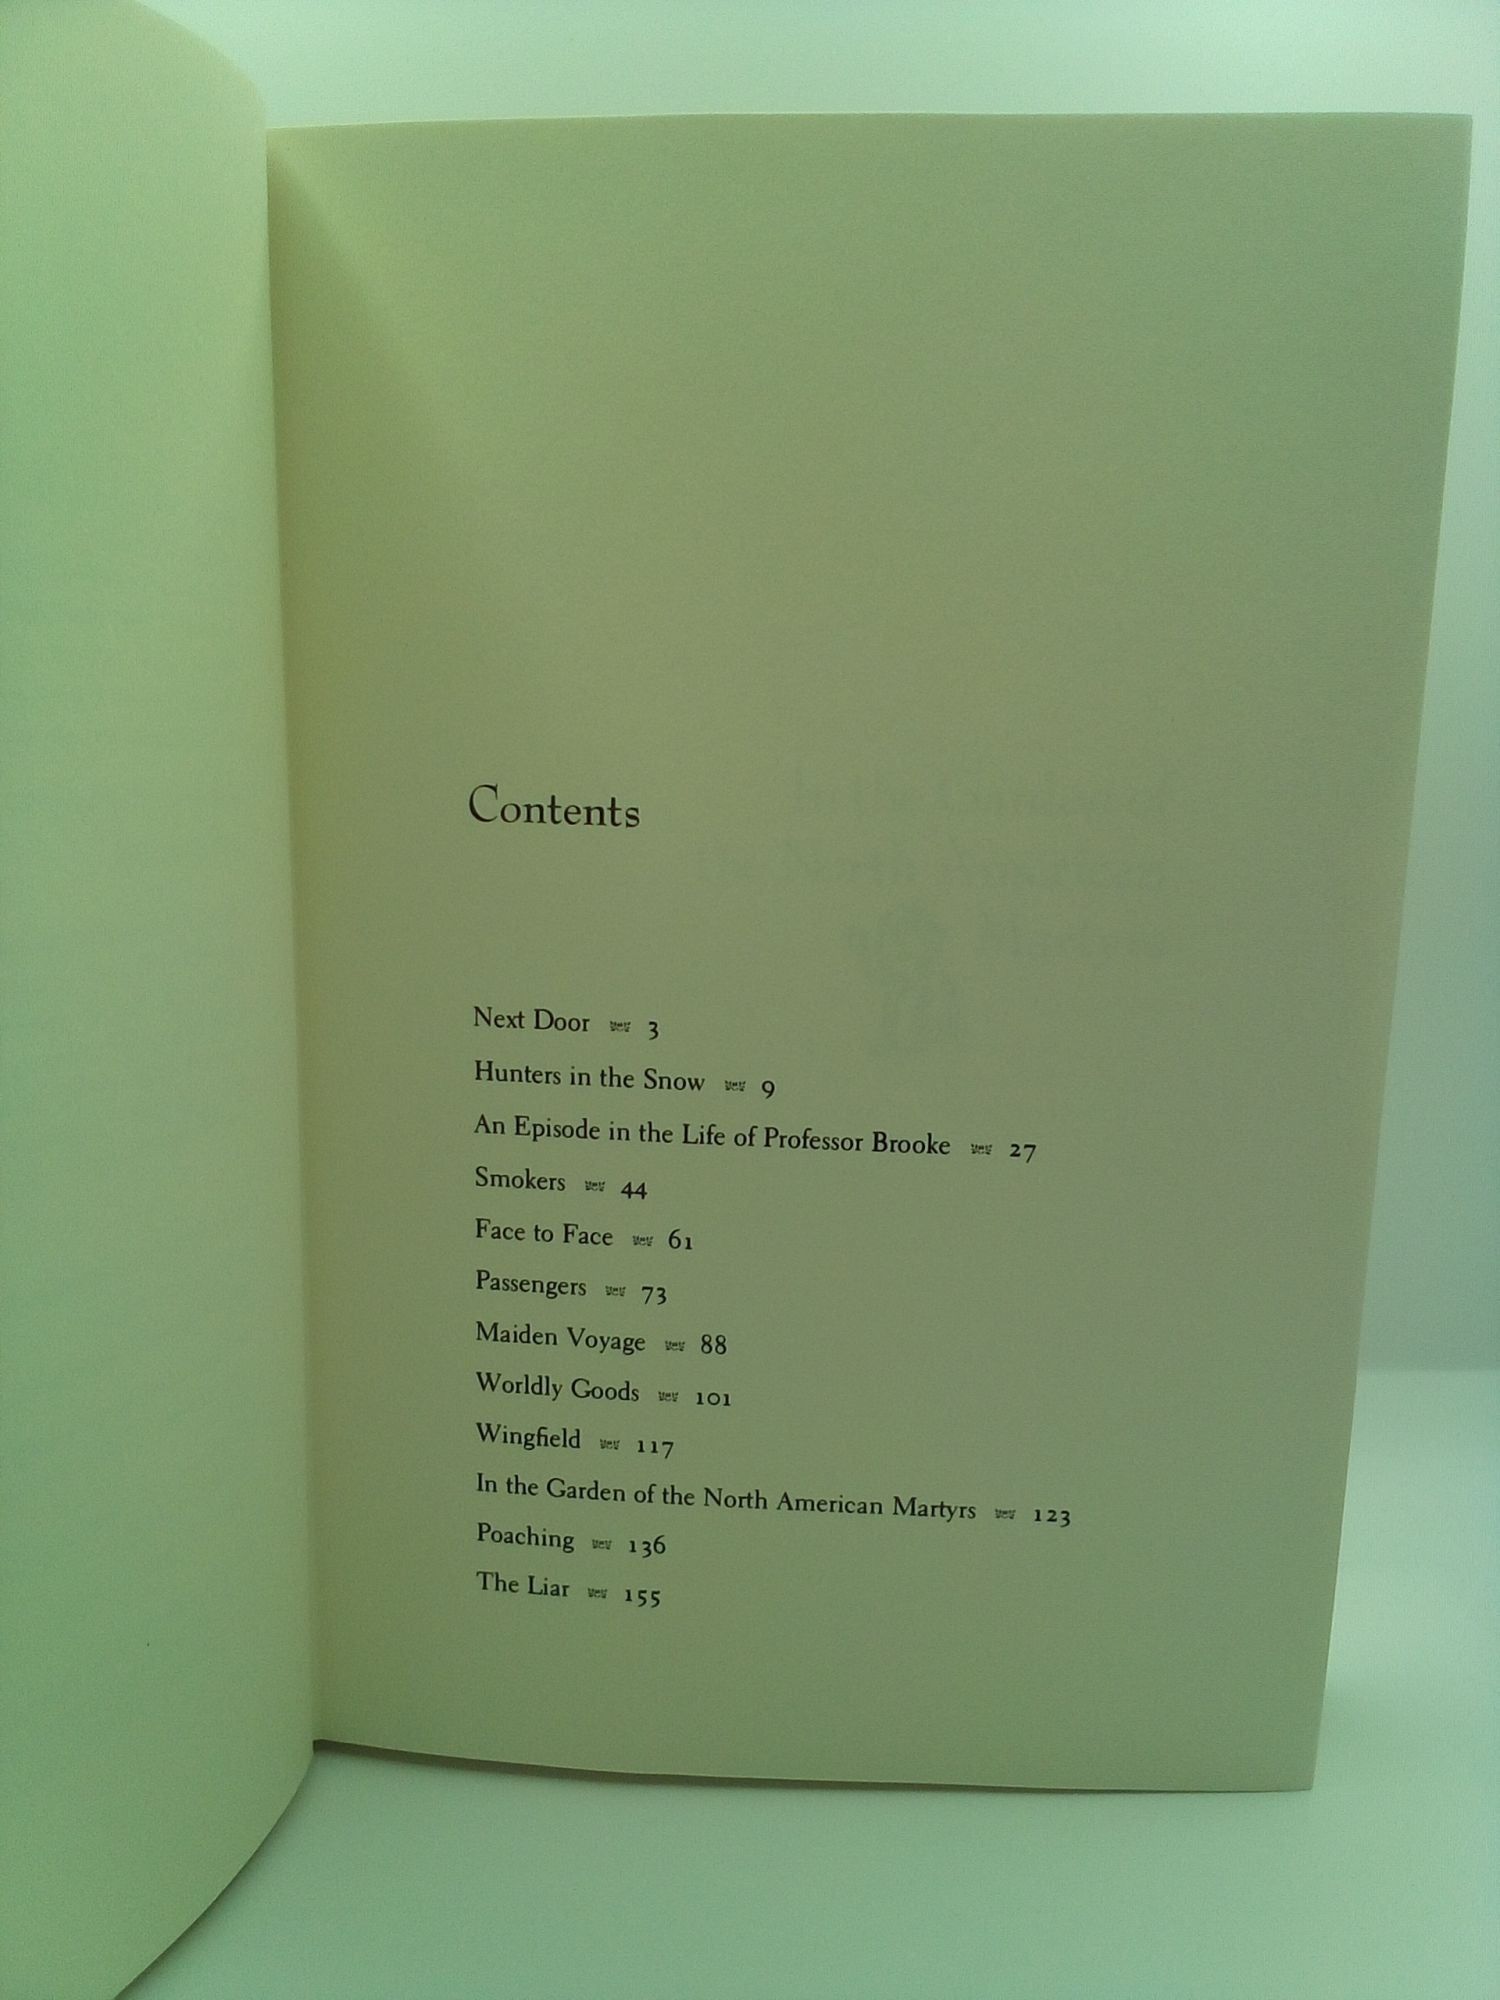 Contents
Next Door 3
Hunters in the Snow 9
An Episode in the Life of Professor Brooke 27
Smokers 44
Face to Face 61
Passengers 73
Maiden Voyage 88
Worldly Goods 101
Wingfield 117
In the Garden of the North American Martyrs 123
Poaching 136
The Liar 155